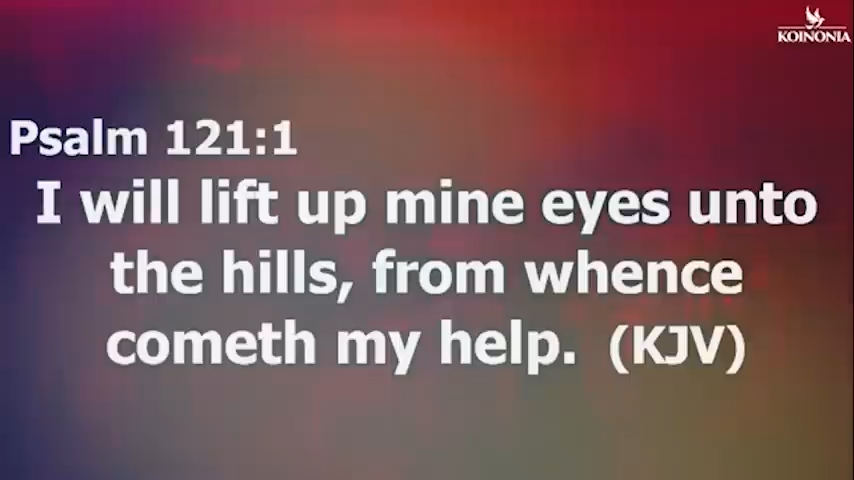 KOINONIA
Psalm 121:1
I will lift up mine eyes unto
the hills, from whence
cometh my help. (KJV)